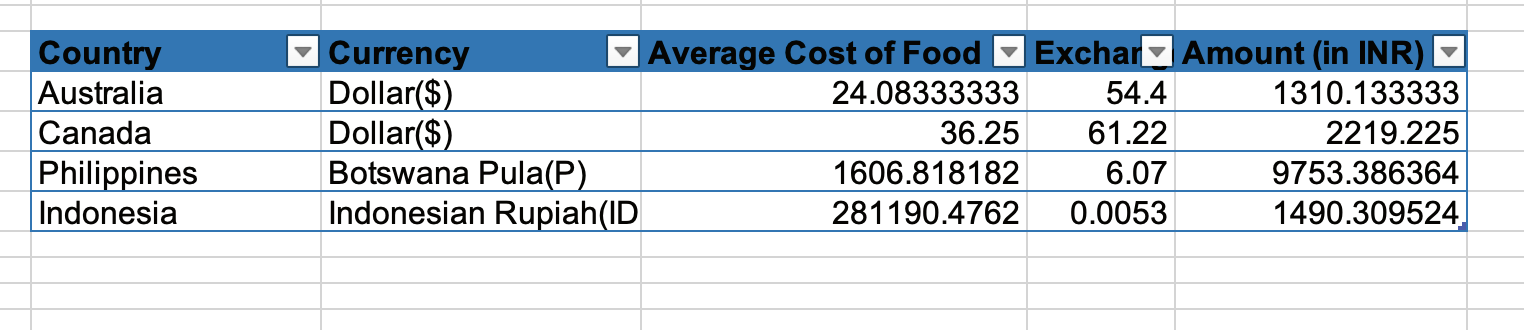 Country Currency Average Cost of Food Exchan Amount (in INR)
Australia Dollar($) 24.08333333 54.4 1310.133333
Canada Dollar($) 36.25 61.22 2219.225
Philippines Botswana Pula(P) 1606.818182 6.07 9753.386364
Indonesia Indonesian Rupiah(ID 281190.4762 0.0053 1490.309524